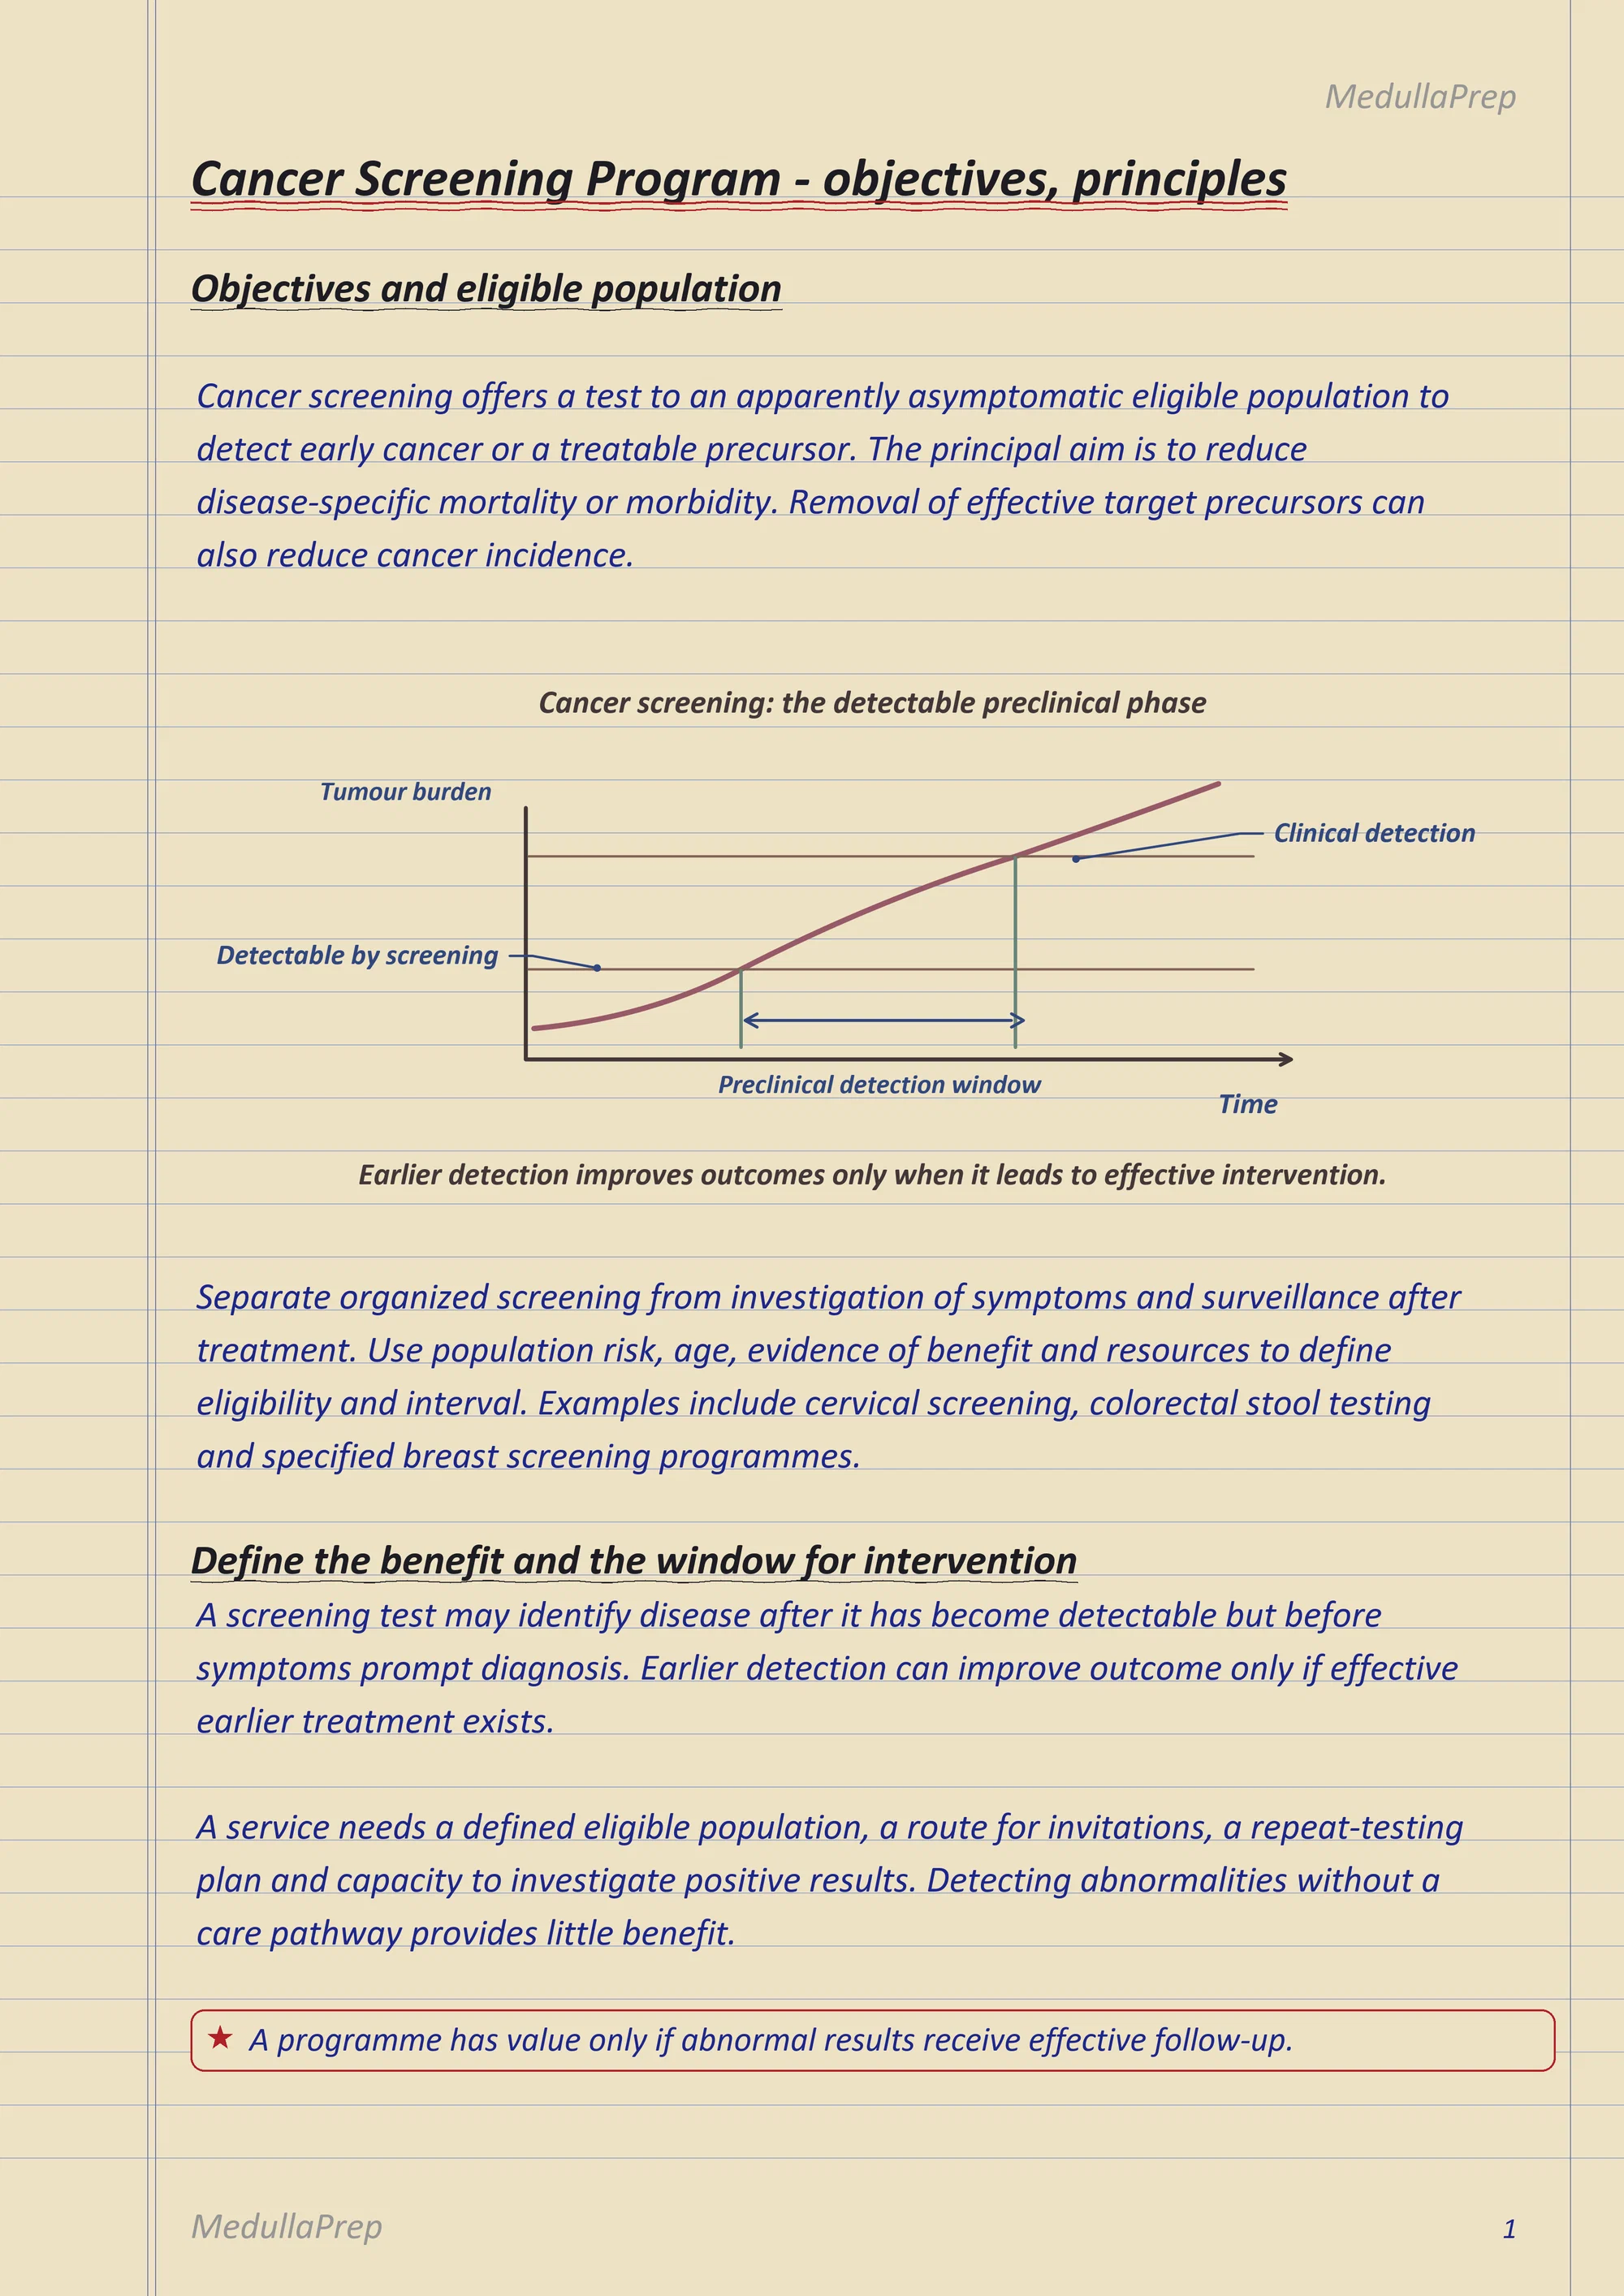 MedullaPrep
Cancer Screening Program - objectives, principles
Objectives and eligible population
Cancer screening offers a test to an apparently asymptomatic eligible population to
detect early cancer or a treatable precursor. The principal aim is to reduce
disease-specific mortality or morbidity. Removal of effective target precursors can
also reduce cancer incidence.
Cancer screening: the detectable preclinical phase
Tumour burden
Clinical detection
Detectable by screening
Preclinical detection window
Time
Earlier detection improves outcomes only when it leads to effective intervention.
Separate organized screening from investigation of symptoms and surveillance after
treatment. Use population risk, age, evidence of benefit and resources to define
eligibility and interval. Examples include cervical screening, colorectal stool testing
and specified breast screening programmes.
Define the benefit and the window for intervention
A screening test may identify disease after it has become detectable but before
symptoms prompt diagnosis. Earlier detection can improve outcome only if effective
earlier treatment exists.
A service needs a defined eligible population, a route for invitations, a repeat-testing
plan and capacity to investigate positive results. Detecting abnormalities without a
care pathway provides little benefit.
★ A programme has value only if abnormal results receive effective follow-up.
MedullaPrep
1